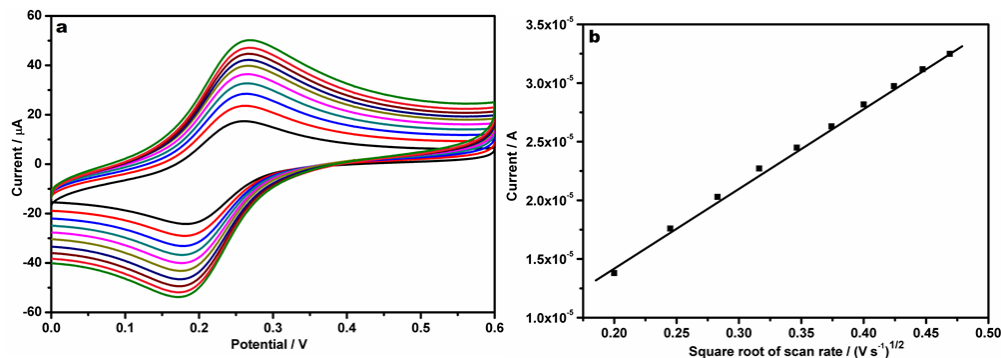 a
60
40
20
0
-20
-40
-60
Current / μA
0.0 0.1 0.2 0.3 0.4 0.5 0.6
Potential / V
b
3.5x10⁻⁵
3.0x10⁻⁵
2.5x10⁻⁵
2.0x10⁻⁵
1.5x10⁻⁵
1.0x10⁻⁵
Current / A
0.20 0.25 0.30 0.35 0.40 0.45 0.50
Square root of scan rate / (V s⁻¹)¹/²